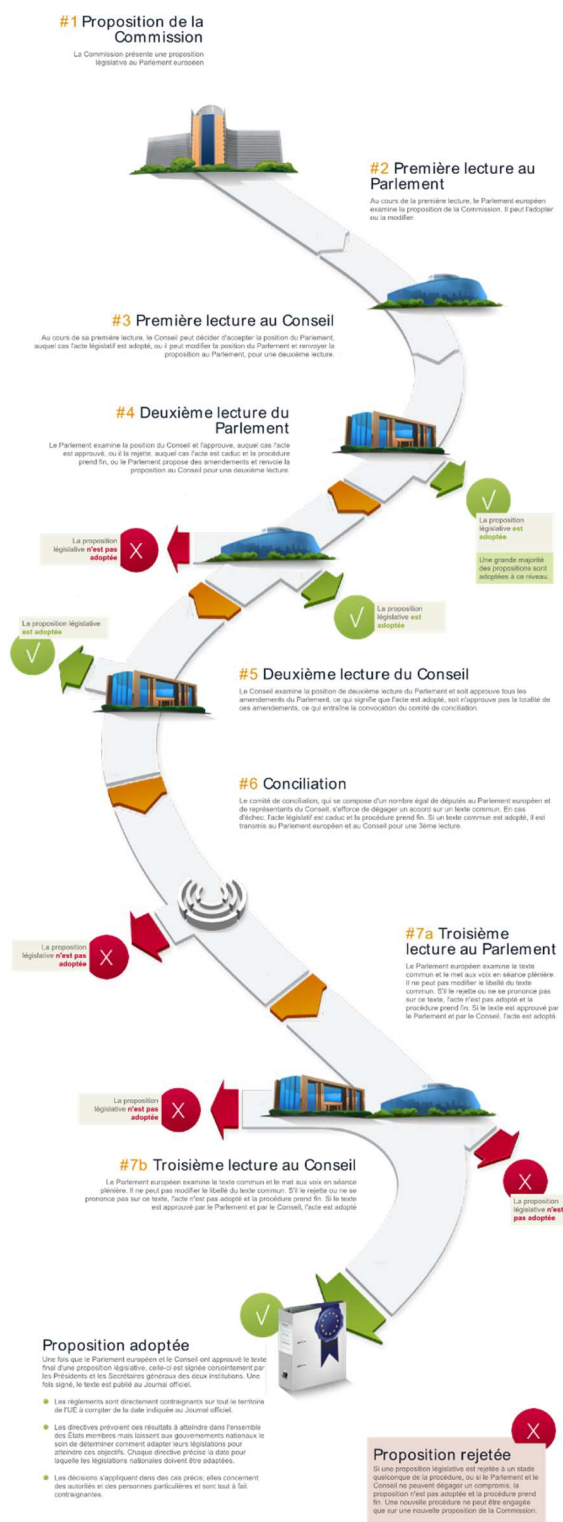 #1 Proposition de la
Commission
La Commission présente une proposition
législative au Parlement européen
#2 Première lecture au
Parlement
Au cours de la première lecture, le Parlement européen
examine la proposition de la Commission. Il peut l'adopter
ou la modifier.
#3 Première lecture au Conseil
Au cours de sa première lecture, le Conseil peut décider d'accepter la position du Parlement,
auquel cas l'acte législatif est adopté, ou il peut modifier la position du Parlement et renvoyer la
proposition au Parlement, pour une deuxième lecture.
#4 Deuxième lecture du
Parlement
Le Parlement examine la position du Conseil et l'approuve, auquel cas l'acte
est approuvé, ou il la rejette, auquel cas l'acte est caduc et la procédure
prend fin, ou le Parlement propose des amendements et renvoie la
proposition au Conseil pour une deuxième lecture.
La proposition
législative est
adoptée
Une grande majorité
des propositions sont
adoptées à ce niveau.
La proposition
législative n'est pas
adoptée
X
La proposition
législative est
adoptée
La proposition législative
est adoptée
#5 Deuxième lecture du Conseil
Le Conseil examine la position de deuxième lecture du Parlement et soit approuve tous les
amendements du Parlement, ce qui signifie que l'acte est adopté, soit n'approuve pas la totalité de
ces amendements, ce qui entraîne la convocation du comité de conciliation.
#6 Conciliation
Le comité de conciliation, qui se compose d'un nombre égal de députés au Parlement européen et
de représentants du Conseil, s'efforce de dégager un accord sur un texte commun. En cas
d'échec, l'acte législatif est caduc et la procédure prend fin. Si un texte commun est adopté, il est
transmis au Parlement européen et au Conseil pour une 3ème lecture.
La proposition
législative n'est pas
adoptée
X
#7a Troisième
lecture au Parlement
Le Parlement européen examine le texte
commun et le met aux voix en séance plénière.
Il ne peut pas modifier le libellé du texte
commun. S'il le rejette ou ne se prononce pas
sur ce texte, l'acte n'est pas adopté et la
procédure prend fin. Si le texte est approuvé par
le Parlement et par le Conseil, l'acte est adopté.
La proposition
législative n'est pas
adoptée
X
#7b Troisième lecture au Conseil
Le Parlement européen examine le texte commun et le met aux voix en séance
plénière. Il ne peut pas modifier le libellé du texte commun. S'il le rejette ou ne se
prononce pas sur ce texte, l'acte n'est pas adopté et la procédure prend fin. Si le texte
est approuvé par le Parlement et par le Conseil, l'acte est adopté
X
La proposition
législative n'est
pas adoptée
Proposition adoptée
Une fois que le Parlement européen et le Conseil ont approuvé le texte
final d'une proposition législative, celle-ci est signée conjointement par
les Présidents et les Secrétaires généraux des deux institutions. Une
fois signé, le texte est publié au Journal officiel.
Les règlements sont directement contraignants sur tout le territoire
de l'UE à compter de la date indiquée au Journal officiel.
Les directives prévoient des résultats à atteindre dans l'ensemble
des États membres mais laissent aux gouvernements nationaux le
soin de déterminer comment adapter leurs législations pour
atteindre ces objectifs. Chaque directive précise la date pour
laquelle les législations nationales doivent être adaptées.
Les décisions s'appliquent dans des cas précis; elles concernent
des autorités et des personnes particulières et sont tout à fait
contraignantes.
X
Proposition rejetée
Si une proposition législative est rejetée à un stade
quelconque de la procédure, ou si le Parlement et le
Conseil ne peuvent dégager un compromis, la
proposition n'est pas adoptée et la procédure prend
fin. Une nouvelle procédure ne peut être engagée
que sur une nouvelle proposition de la Commission.